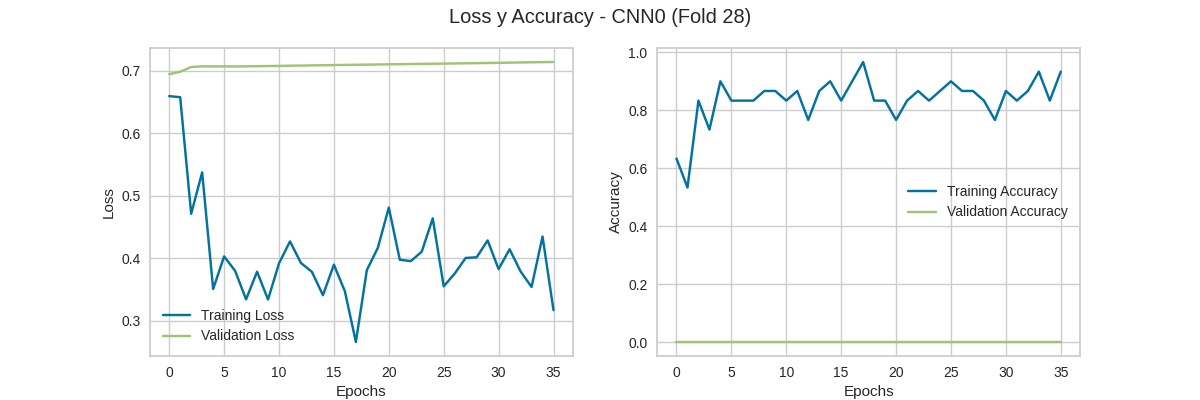 Loss y Accuracy - CNN0 (Fold 28)
0.7
0.6
0.5
0.4
0.3
Loss
Training Loss
Validation Loss
0 5 10 15 20 25 30 35
Epochs
1.0
0.8
0.6
0.4
0.2
0.0
Accuracy
Training Accuracy
Validation Accuracy
0 5 10 15 20 25 30 35
Epochs